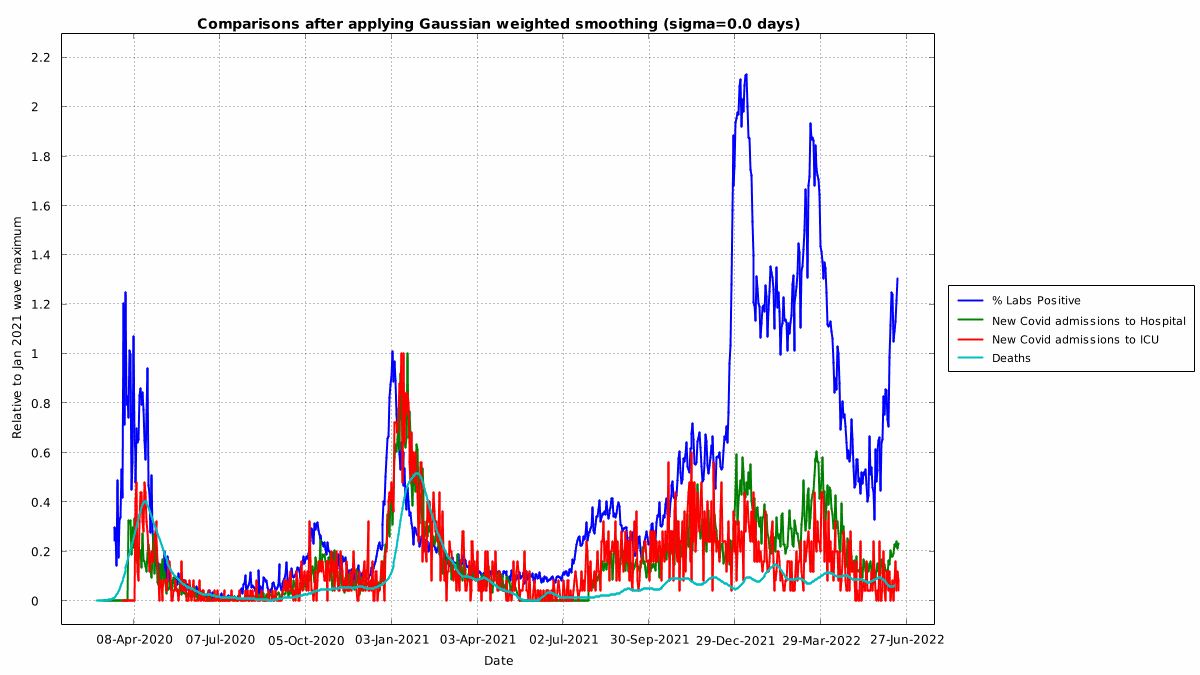 Comparisons after applying Gaussian weighted smoothing (sigma=0.0 days)
Relative to Jan 2021 wave maximum
2.2
2
1.8
1.6
1.4
1.2
1
0.8
0.6
0.4
0.2
0
08-Apr-2020 07-Jul-2020 05-Oct-2020 03-Jan-2021 03-Apr-2021 02-Jul-2021 30-Sep-2021 29-Dec-2021 29-Mar-2022 27-Jun-2022
Date
% Labs Positive
New Covid admissions to Hospital
New Covid admissions to ICU
Deaths